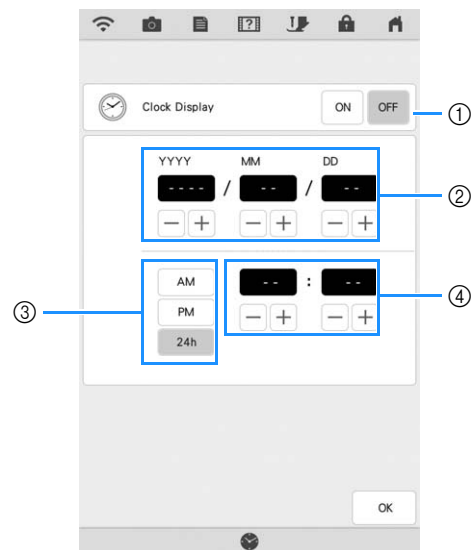 Clock Display ON OFF ①
YYYY MM DD
---- / -- / -- ②
− + − + − +
③ AM -- : -- ④
PM − + − +
24h
OK